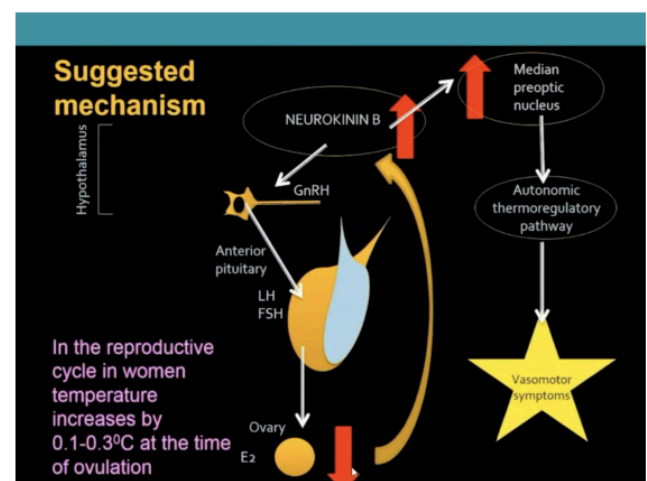 Suggested
mechanism
Hypothalamus
NEUROKININ B
Median
preoptic
nucleus
GnRH
Autonomic
thermoregulatory
pathway
Anterior
pituitary
LH
FSH
In the reproductive
cycle in women
temperature
increases by
0.1-0.3⁰C at the time
of ovulation
Vasomotor
symptoms
Ovary
E2